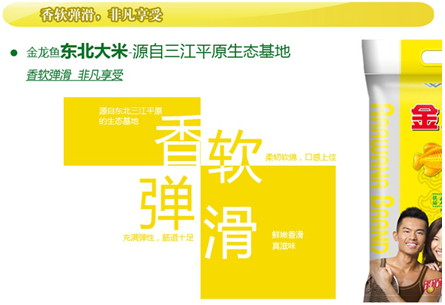 香软弹滑，非凡享受
金龙鱼东北大米-源自三江平原生态基地
香软弹滑 非凡享受
源自东北三江平原
的生态基地
香软
柔韧软糯，口感上佳
弹
滑
充满弹性，筋道十足
鲜嫩香滑
真滋味
金